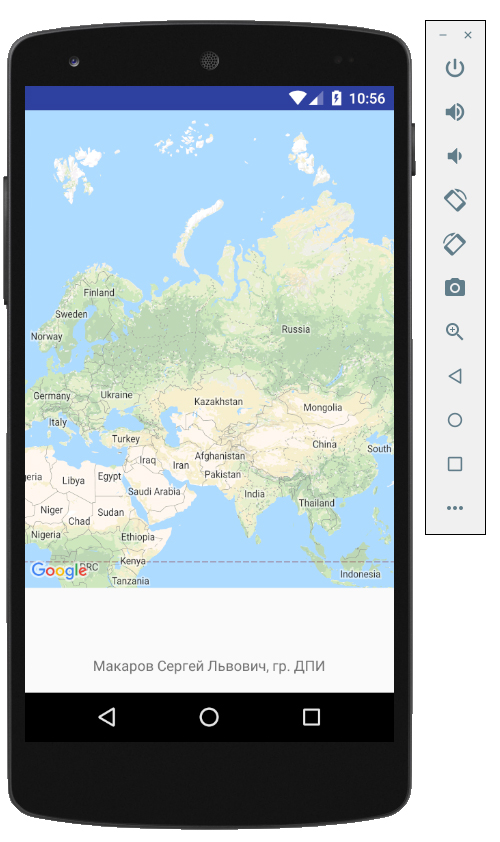 10:56
Finland
Sweden
Norway
Russia
Germany
Ukraine
Kazakhstan
Mongolia
Italy
Turkey
China
South
Iraq
Iran
Afghanistan
Pakistan
eria
Libya
Egypt
Saudi Arabia
India
Niger
Chad
Sudan
Thailand
Nigeria
Ethiopia
Kenya
Google
DRC
Tanzania
Indonesia
Макаров Сергей Львович, гр. ДПИ